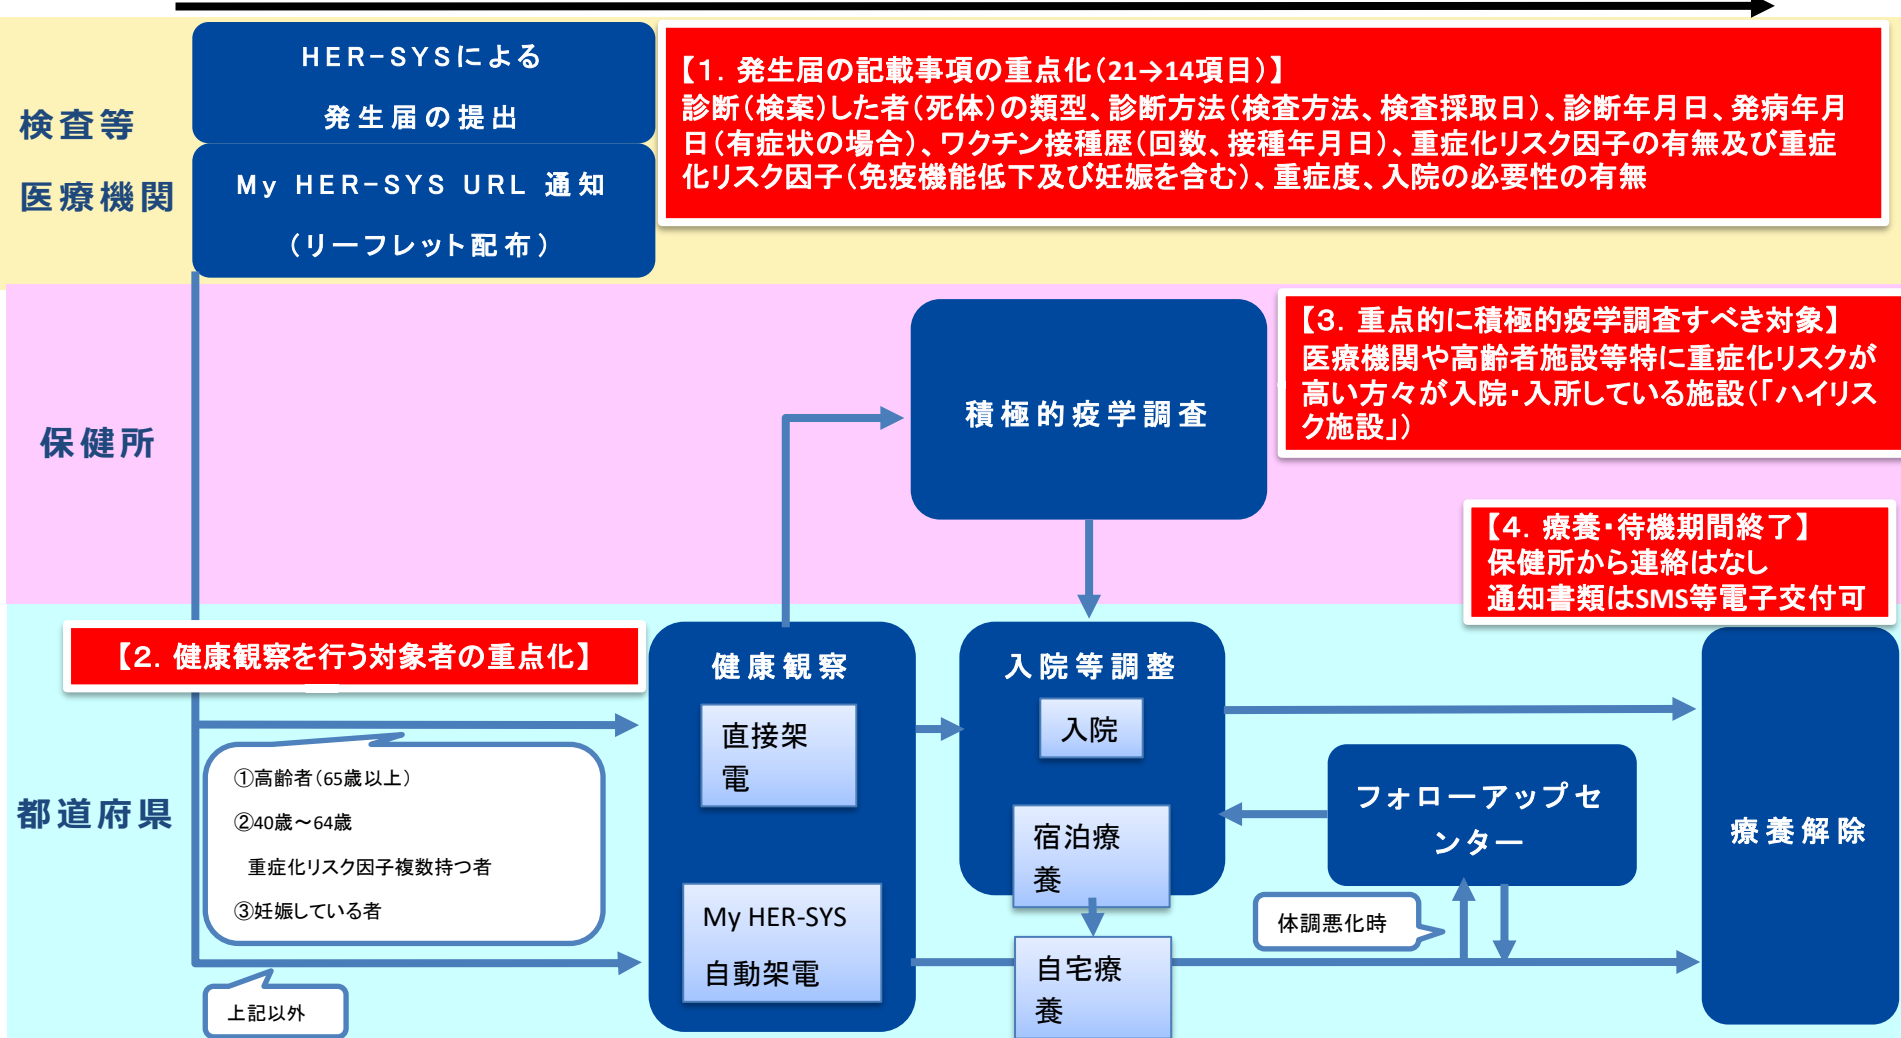 検査等
医療機関
HER-SYSによる
発生届の提出
My HER-SYS URL 通知
（リーフレット配布）
【1．発生届の記載事項の重点化（21→14項目）】
診断（検案）した者（死体）の類型、診断方法（検査方法、検査採取日）、診断年月日、発病年月
日（有症状の場合）、ワクチン接種歴（回数、接種年月日）、重症化リスク因子の有無及び重症
化リスク因子（免疫機能低下及び妊娠を含む）、重症度、入院の必要性の有無
保健所
積極的疫学調査
【3．重点的に積極的疫学調査すべき対象】
医療機関や高齢者施設等特に重症化リスクが
高い方々が入院・入所している施設（「ハイリス
ク施設」）
【4．療養・待機期間終了】
保健所から連絡はなし
通知書類はSMS等電子交付可
都道府県
【2．健康観察を行う対象者の重点化】
①高齢者（65歳以上）
②40歳～64歳
重症化リスク因子複数持つ者
③妊娠している者
上記以外
健康観察
直接架
電
My HER-SYS
自動架電
入院等調整
入院
宿泊療
養
自宅療
養
フォローアップセ
ンター
体調悪化時
療養解除